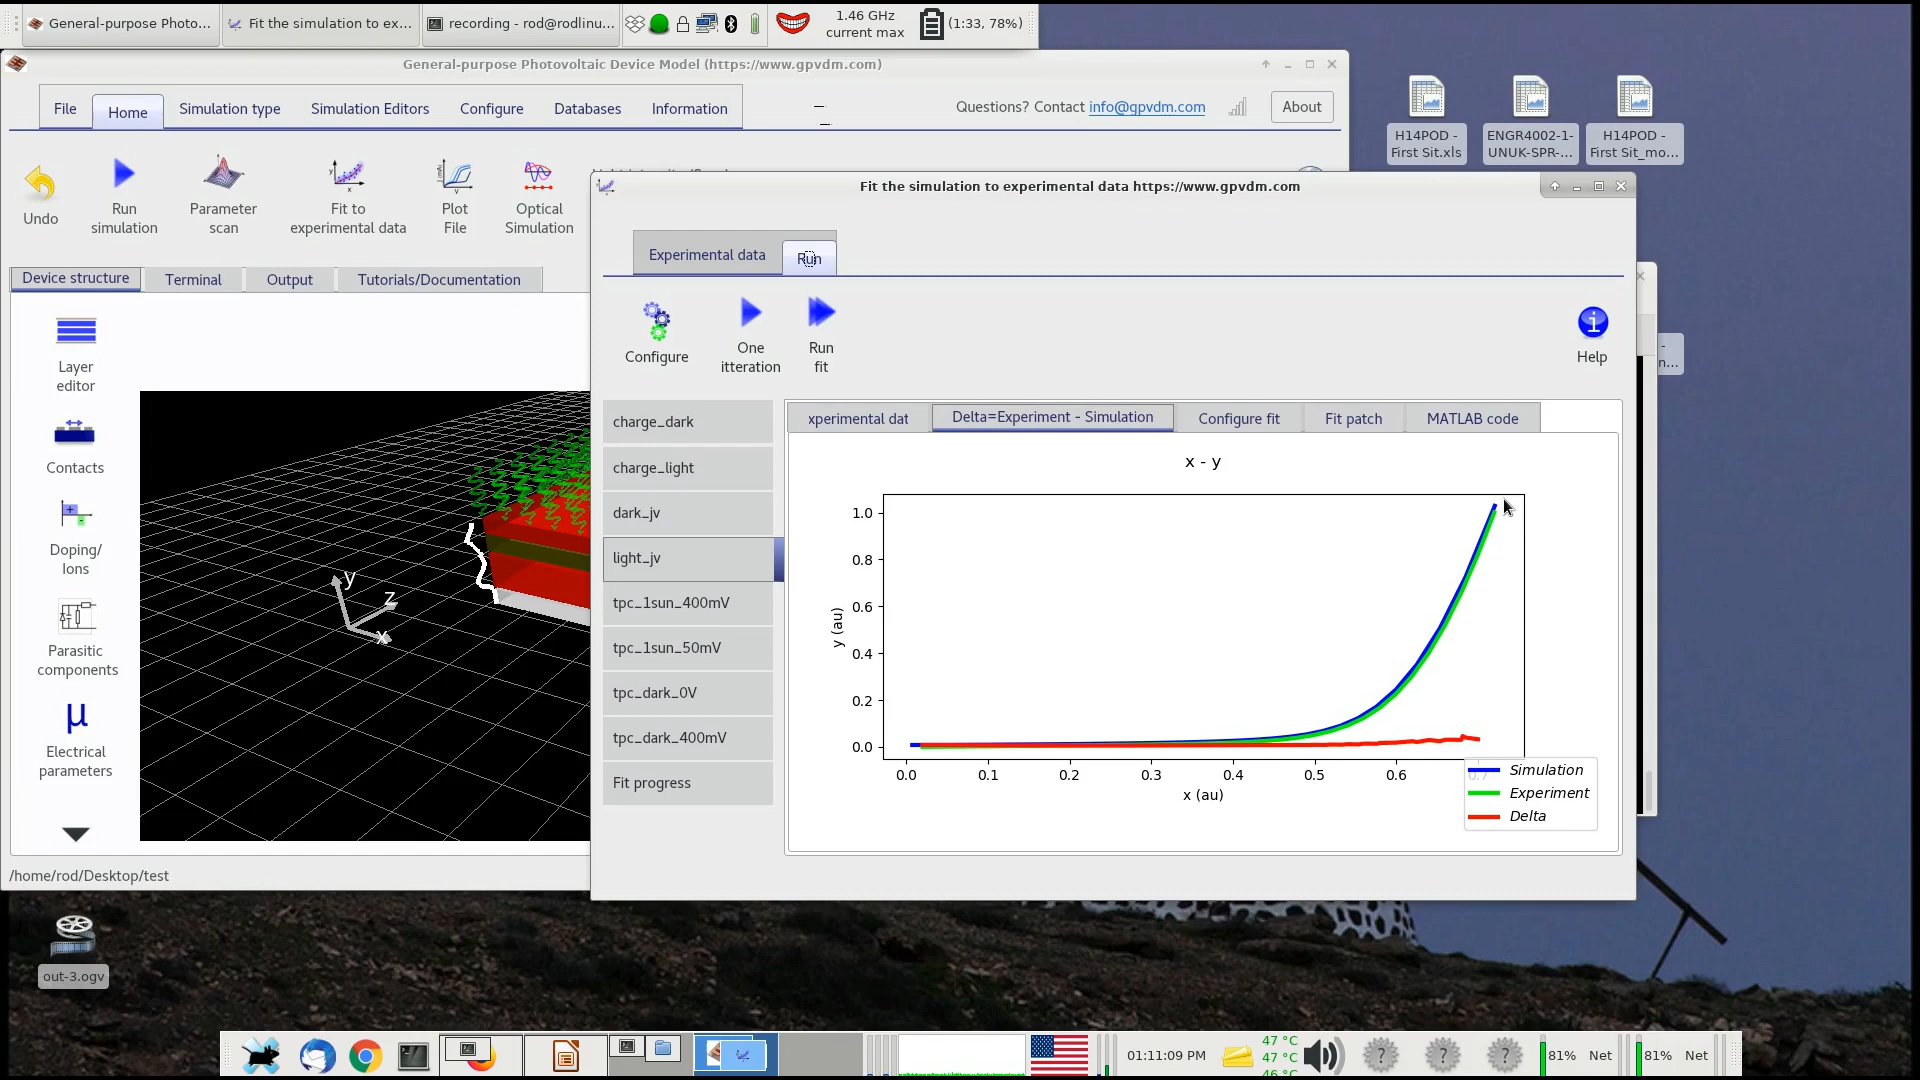 General-purpose Photo...
Fit the simulation to ex...
recording - rod@rodlinu...
1.46 GHz
current max
(1:33, 78%)
General-purpose Photovoltaic Device Model (https://www.gpvdm.com)
File
Home
Simulation type
Simulation Editors
Configure
Databases
Information
Questions? Contact info@gpvdm.com
About
H14POD -
First Sit.xls
ENGR4002-1-
UNUK-SPR-...
H14POD -
First Sit_mo...
Undo
Run
simulation
Parameter
scan
Fit to
experimental data
Plot
File
Optical
Simulation
Fit the simulation to experimental data https://www.gpvdm.com
Experimental data
Run
Device structure
Terminal
Output
Tutorials/Documentation
Configure
One
itteration
Run
fit
Help
-
n...
Layer
editor
Contacts
Doping/
Ions
Parasitic
components
μ
Electrical
parameters
y
z
x
charge_dark
charge_light
dark_jv
light_jv
tpc_1sun_400mV
tpc_1sun_50mV
tpc_dark_0V
tpc_dark_400mV
Fit progress
xperimental dat
Delta=Experiment - Simulation
Configure fit
Fit patch
MATLAB code
x - y
1.0
0.8
0.6
0.4
0.2
0.0
y (au)
0.0
0.1
0.2
0.3
0.4
0.5
0.6
0.7
x (au)
Simulation
Experiment
Delta
/home/rod/Desktop/test
out-3.ogv
01:11:09 PM
47 °C
47 °C
46 °C
81%
Net
81%
Net